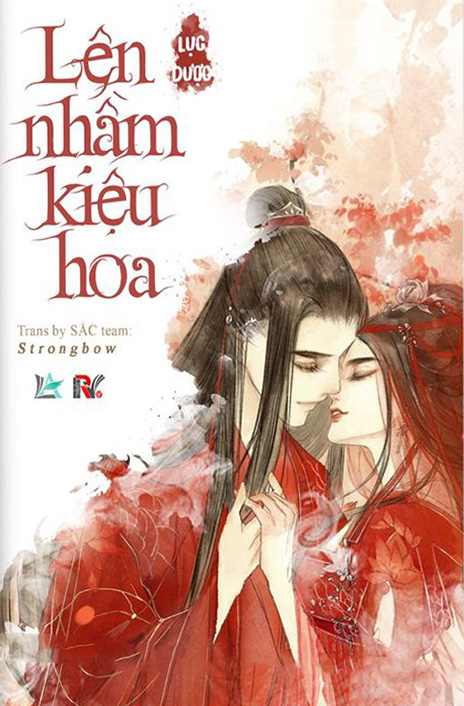 Lên
nhầm
kiệu
hoa
LỤC
DƯỢC
Trans by SẮC team:
Strongbow